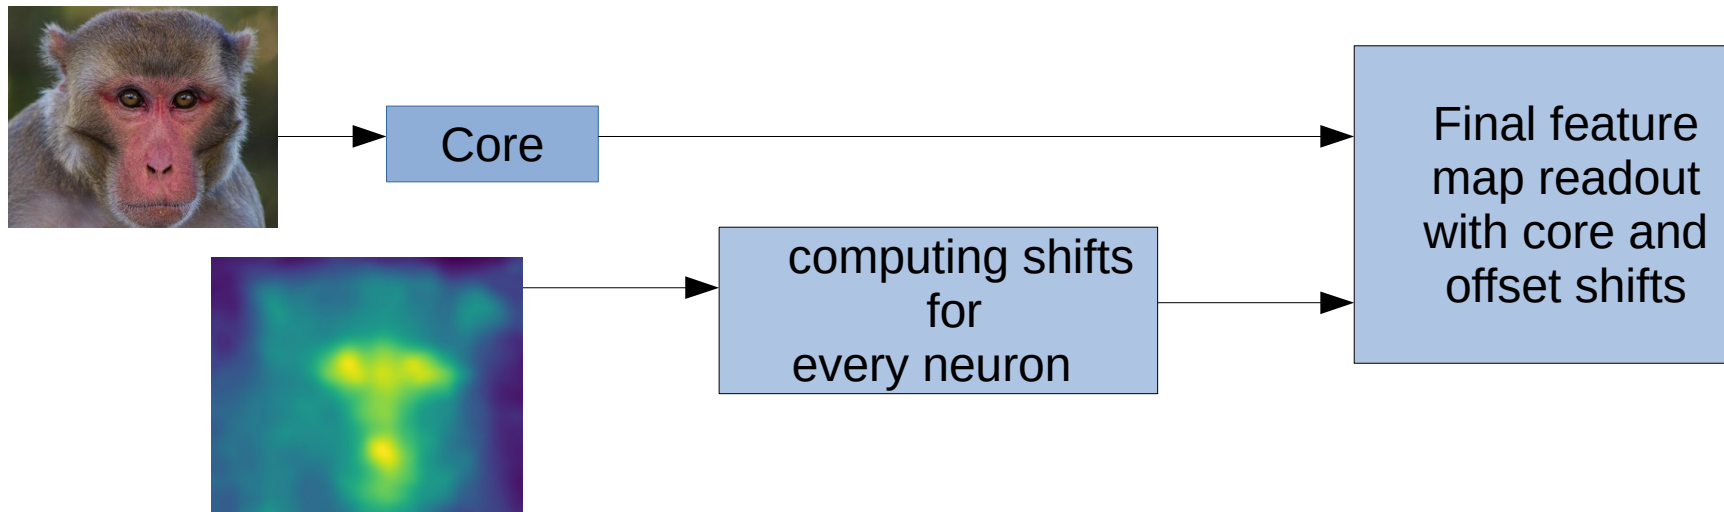 Core
computing shifts
for
every neuron
Final feature
map readout
with core and
offset shifts